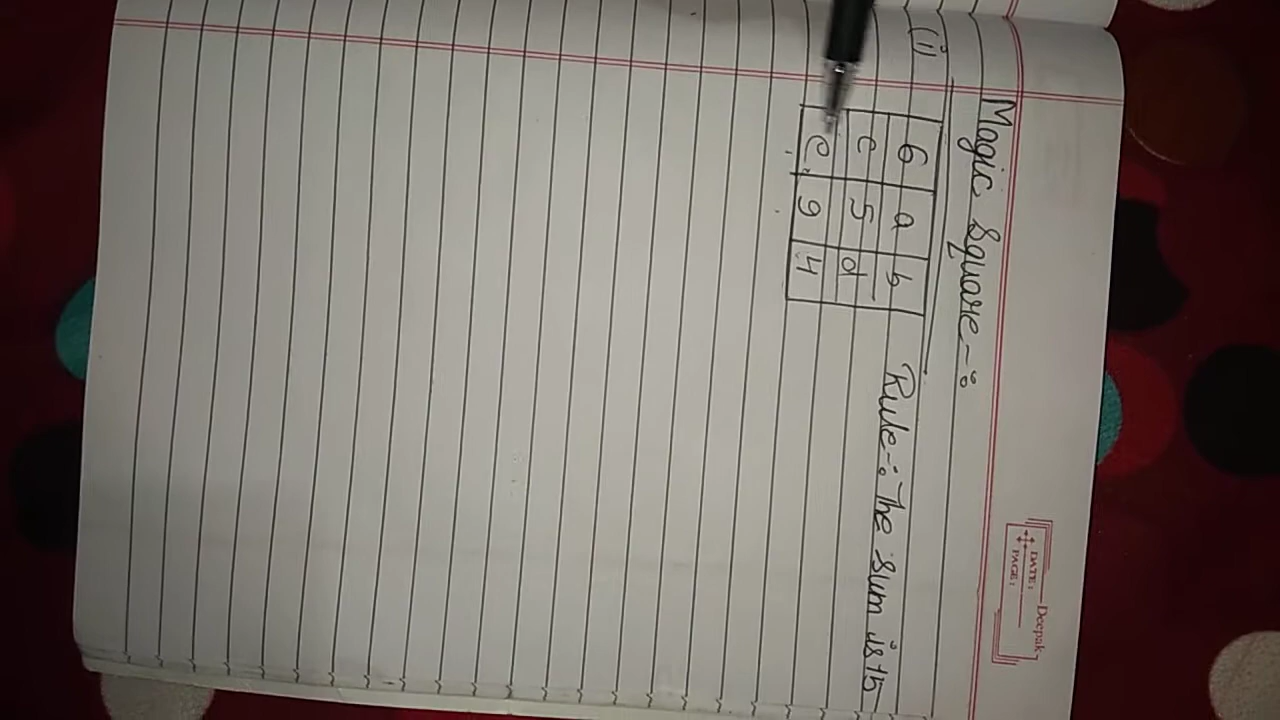 Deepak
DATE:
PAGE:
Magic Square-:
(i)
6 a b
c 5 d
e 9 4
Rule-: The sum is 15